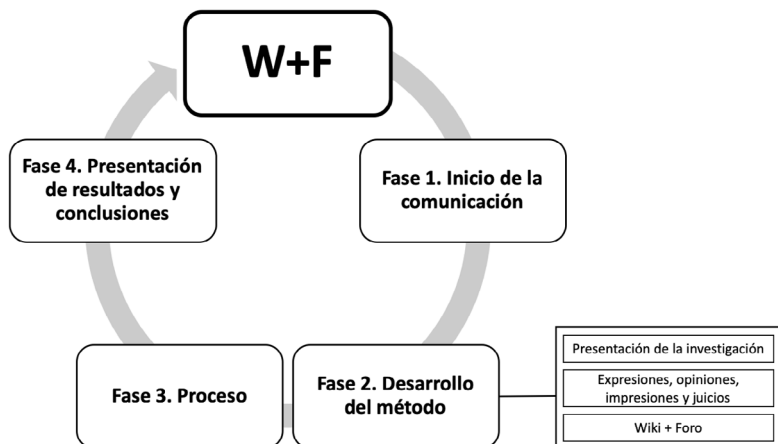 W+F
Fase 1. Inicio de la
comunicación
Fase 2. Desarrollo
del método
Presentación de la investigación
Expresiones, opiniones,
impresiones y juicios
Wiki + Foro
Fase 3. Proceso
Fase 4. Presentación
de resultados y
conclusiones